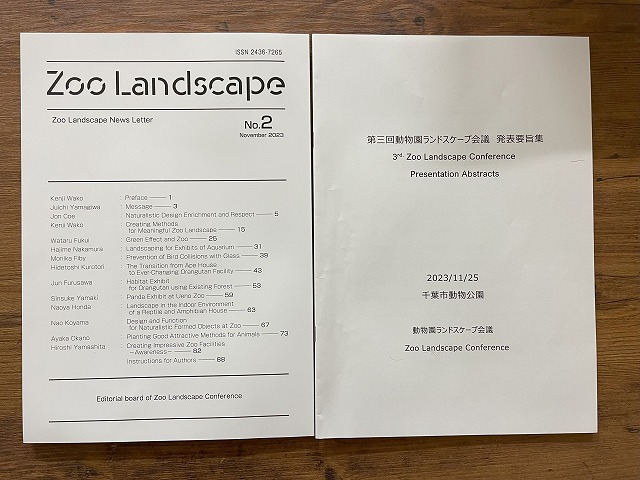 ISSN 2436-7265
Zoo Landscape
Zoo Landscape News Letter
No.2
November 2023
Kenji Wako : Preface —— 1
Juichi Yamagiwa : Message —— 3
Jon Coe : Naturalistic Design Enrichment and Respect —— 5
Kenji Wako : Creating Methods
for Meaningful Zoo Landscape —— 15
Wataru Fukui : Green Effect and Zoo —— 25
Hajime Nakamura : Landscaping for Exhibits of Aquarium —— 31
Monika Fiby : Prevention of Bird Collisions with Glass —— 39
Hidetoshi Kurotori : The Transition from Ape House
to Ever-Changing Orangutan Facility —— 43
Jun Furusawa : Habitat Exhibit
for Orangutan using Existing Forest —— 53
Sinsuke Yamaki : Panda Exhibit at Ueno Zoo —— 59
Naoya Honda : Landscape in the Indoor Environment
of a Reptile and Amphibian House —— 63
Nao Koyama : Design and Function
for Naturalistic Formed Objects at Zoo —— 67
Ayaka Okano : Planting Good Attractive Methods for Animals —— 73
Hiroshi Yamashita : Creating Impressive Zoo Facilities
–Awareness– —— 82
Instructions for Authors —— 88
Editorial board of Zoo Landscape Conference
第三回動物園ランドスケープ会議 発表要旨集
3rd Zoo Landscape Conference
Presentation Abstracts
2023/11/25
千葉市動物公園
動物園ランドスケープ会議
Zoo Landscape Conference